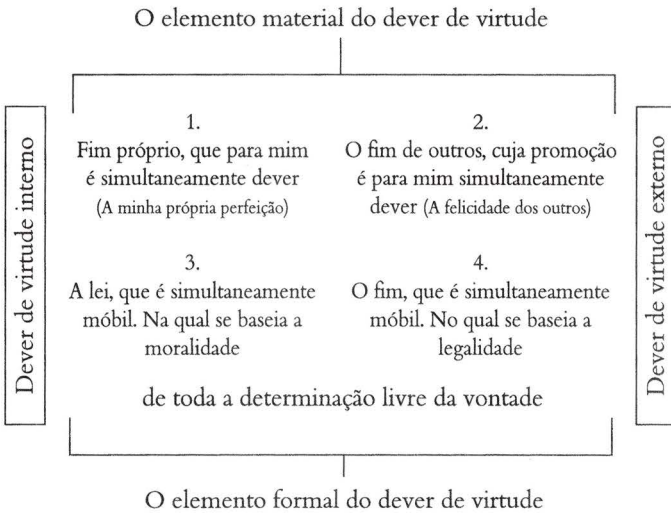 O elemento material do dever de virtude
Dever de virtude interno
1.
Fim próprio, que para mim
é simultaneamente dever
(A minha própria perfeição)
2.
O fim de outros, cuja promoção
é para mim simultaneamente
dever (A felicidade dos outros)
3.
A lei, que é simultaneamente
móbil. Na qual se baseia a
moralidade
4.
O fim, que é simultaneamente
móbil. No qual se baseia a
legalidade
Dever de virtude externo
de toda a determinação livre da vontade
O elemento formal do dever de virtude